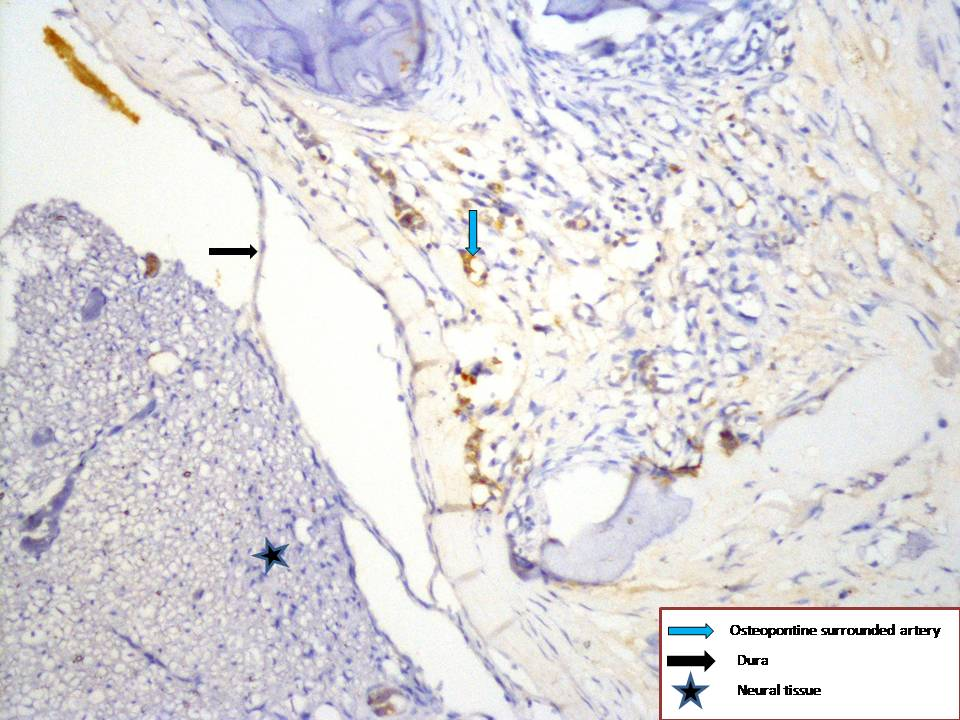 Osteopontine surrounded artery
Dura
Neural tissue